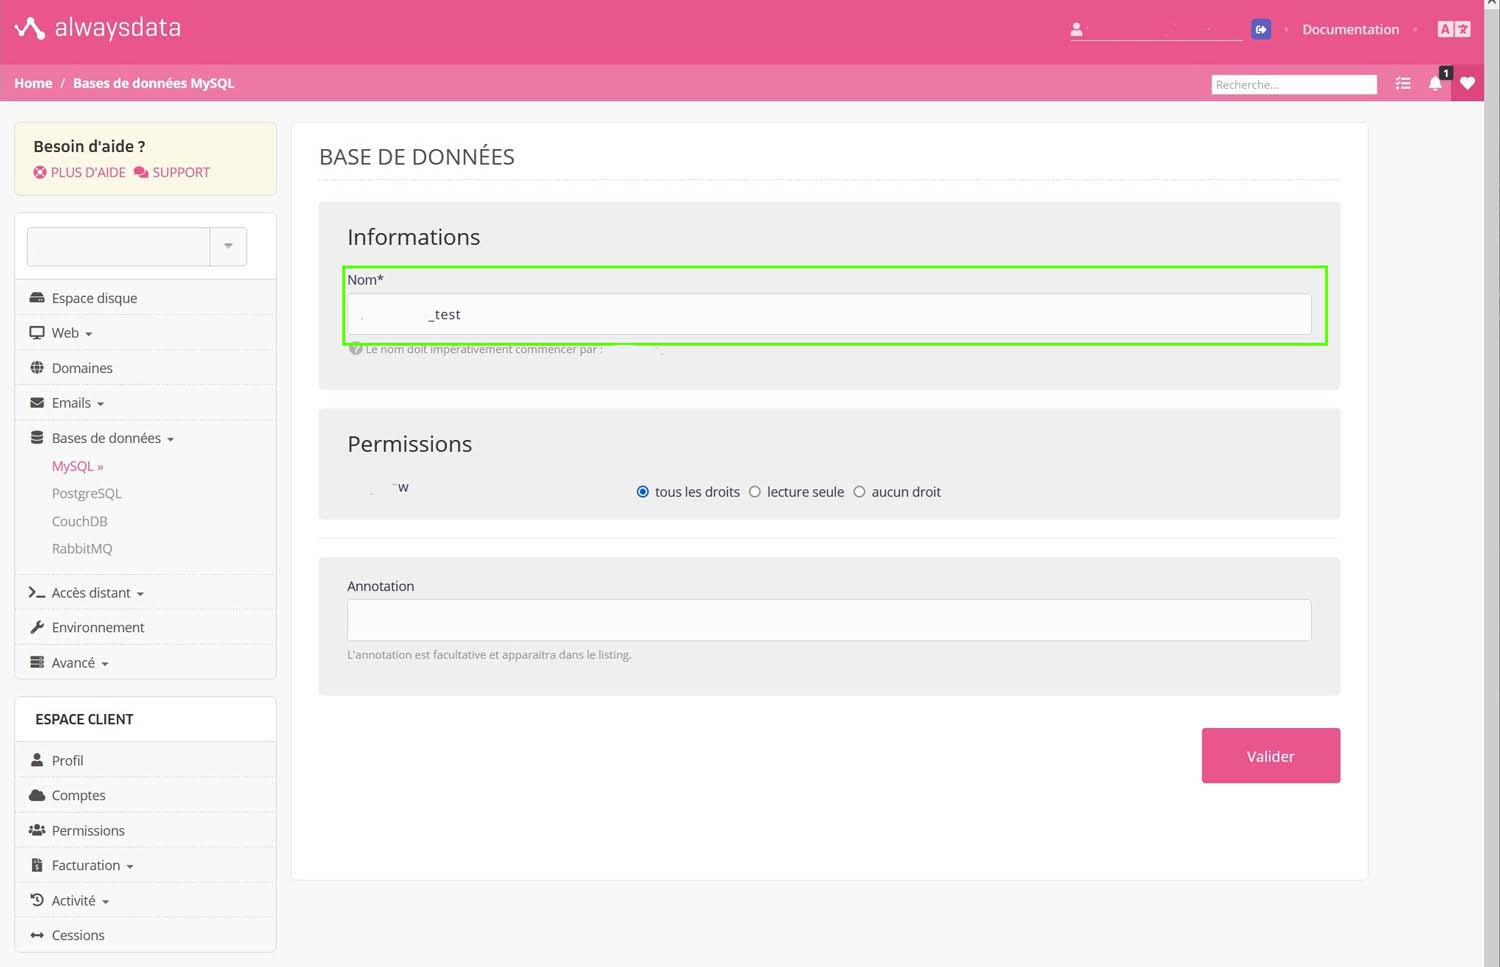 alwaysdata
Documentation
A
Home / Bases de données MySQL
Recherche...
1
Besoin d'aide ?
PLUS D'AIDE SUPPORT
Espace disque
Web
Domaines
Emails
Bases de données
MySQL »
PostgreSQL
CouchDB
RabbitMQ
Accès distant
Environnement
Avancé
ESPACE CLIENT
Profil
Comptes
Permissions
Facturation
Activité
Cessions
BASE DE DONNÉES
Informations
Nom*
_test
Le nom doit impérativement commencer par :
Permissions
w
tous les droits lecture seule aucun droit
Annotation
L'annotation est facultative et apparaitra dans le listing.
Valider